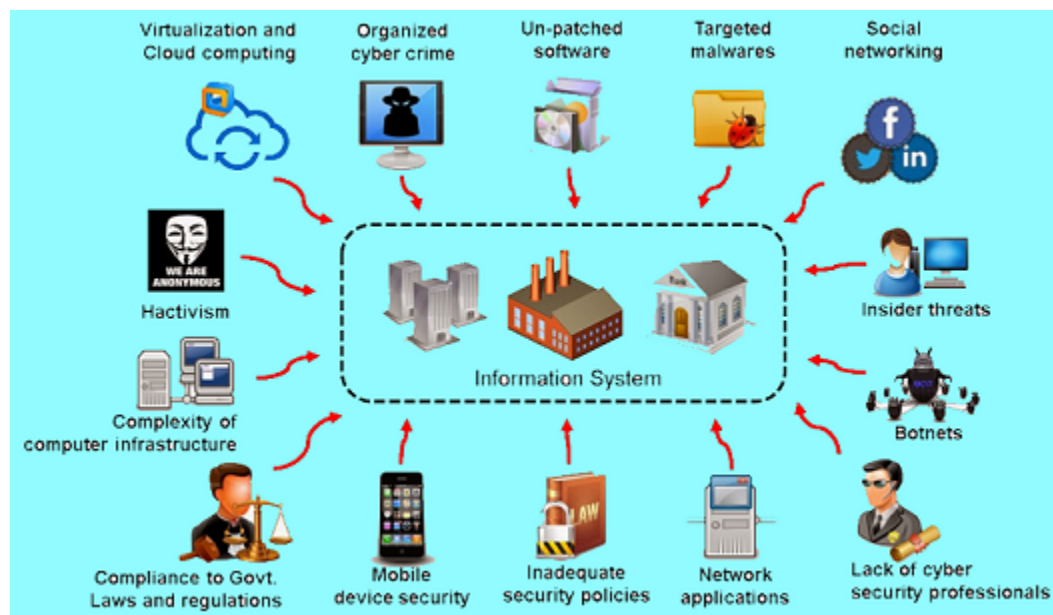 Virtualization and
Cloud computing
Organized
cyber crime
Un-patched
software
Targeted
malwares
Social
networking
f
in
WE ARE
ANONYMOUS
Hactivism
Insider threats
Information System
Complexity of
computer infrastructure
BOT
Botnets
LAW
Compliance to Govt.
Laws and regulations
Mobile
device security
Inadequate
security policies
Network
applications
Lack of cyber
security professionals